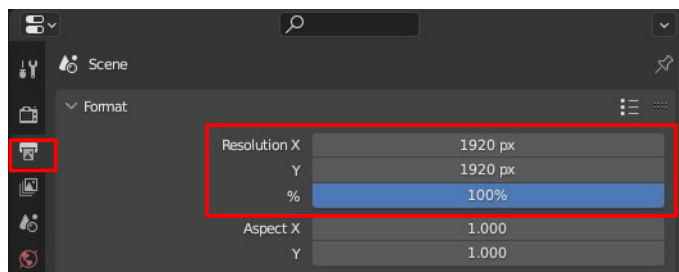 Scene
Format
Resolution X 1920 px
Y 1920 px
% 100%
Aspect X 1.000
Y 1.000